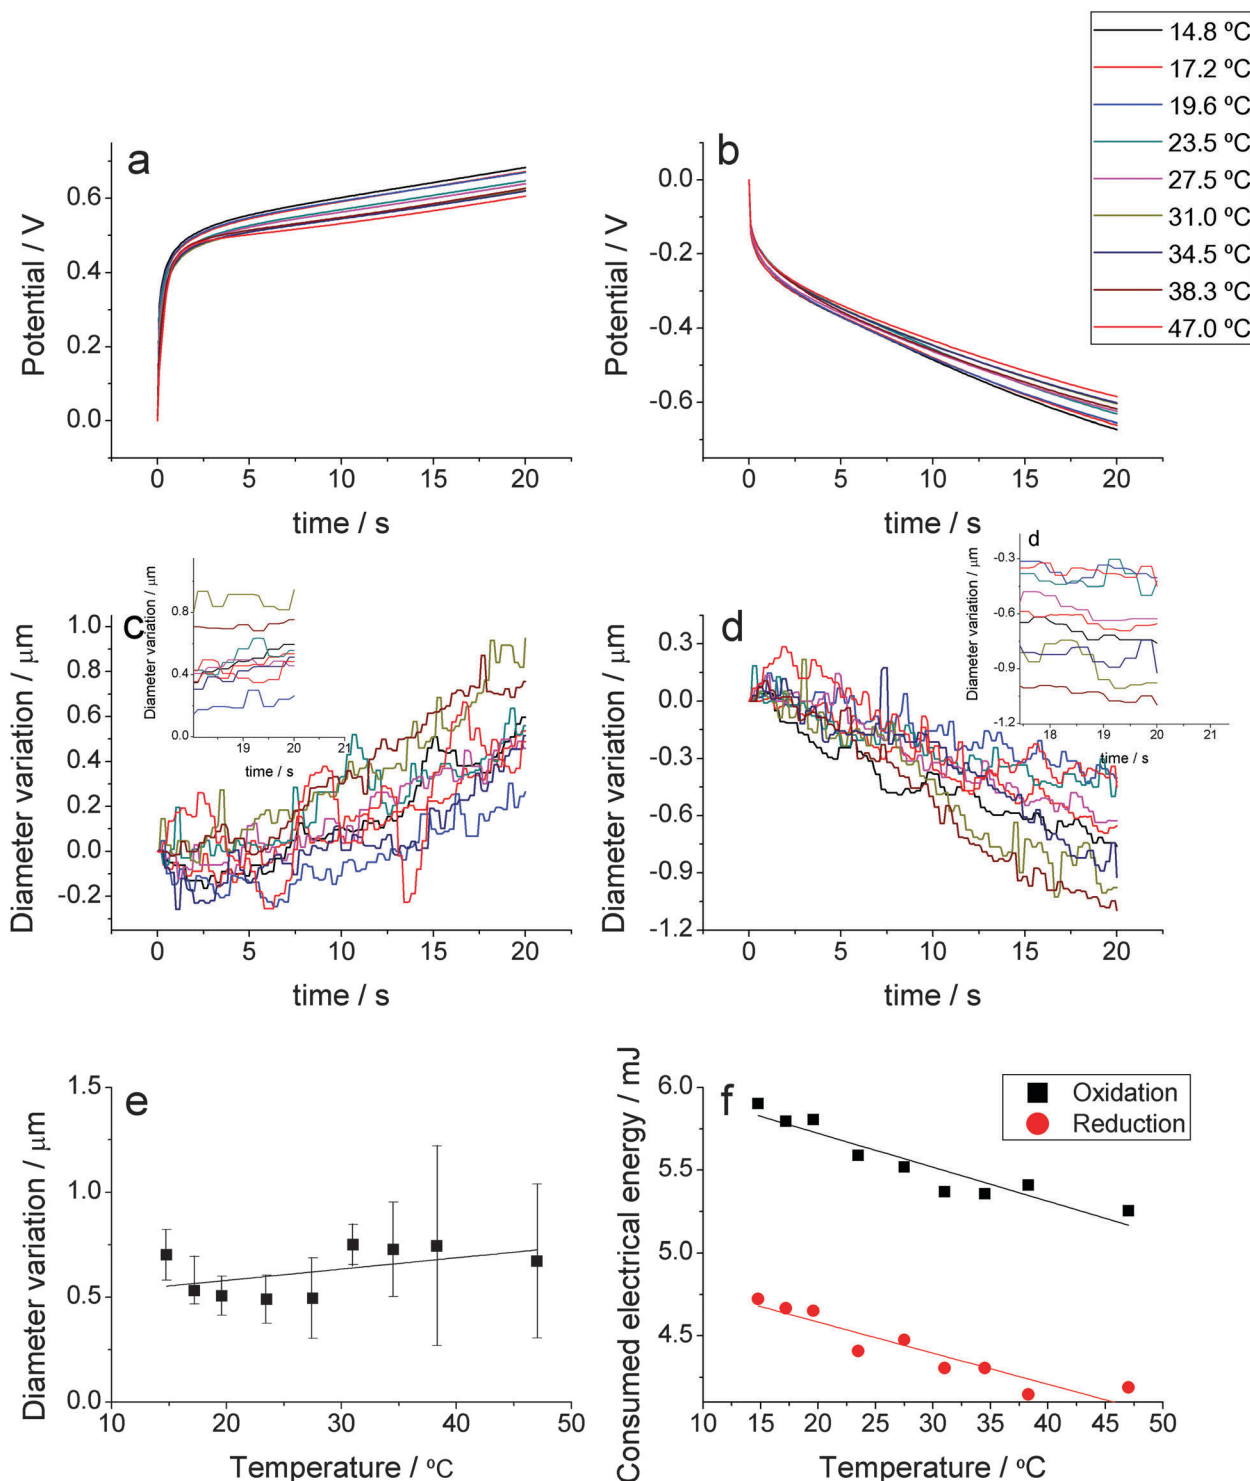 14.8 ºC
17.2 ºC
19.6 ºC
23.5 ºC
27.5 ºC
31.0 ºC
34.5 ºC
38.3 ºC
47.0 ºC
a
Potential / V
0.6
0.4
0.2
0.0
0 5 10 15 20
time / s
b
Potential / V
0.0
-0.2
-0.4
-0.6
0 5 10 15 20
time / s
c
Diameter variation / μm
1.0
0.8
0.6
0.4
0.2
0.0
-0.2
0 5 10 15 20
time / s
Diameter variation / μm
0.8
0.4
0.0
19 20 21
time / s
d
Diameter variation / μm
0.3
0.0
-0.3
-0.6
-0.9
-1.2
0 5 10 15 20
time / s
d
Diameter variation / μm
-0.3
-0.6
-0.9
-1.2
18 19 20 21
time / s
e
Diameter variation / μm
1.5
1.0
0.5
0.0
10 20 30 40 50
Temperature / ºC
f
Consumed electrical energy / mJ
6.0
5.5
5.0
4.5
10 15 20 25 30 35 40 45 50
Temperature / ºC
Oxidation
Reduction